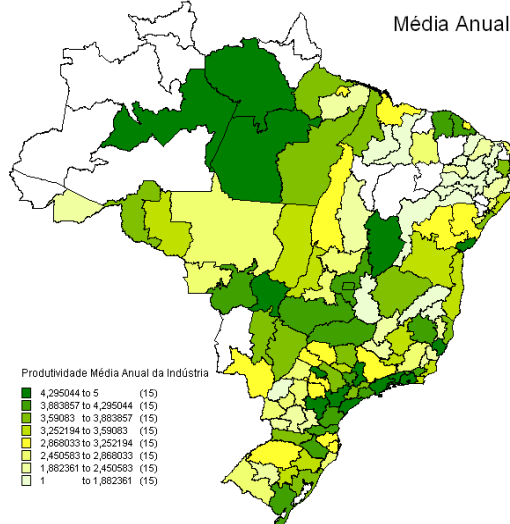 Média Anual
Produtividade Média Anual da Indústria
4,295044 to 5 (15)
3,883857 to 4,295044 (15)
3,59083 to 3,883857 (15)
3,252194 to 3,59083 (15)
2,868033 to 3,252194 (15)
2,450583 to 2,868033 (15)
1,882361 to 2,450583 (15)
1 to 1,882361 (15)